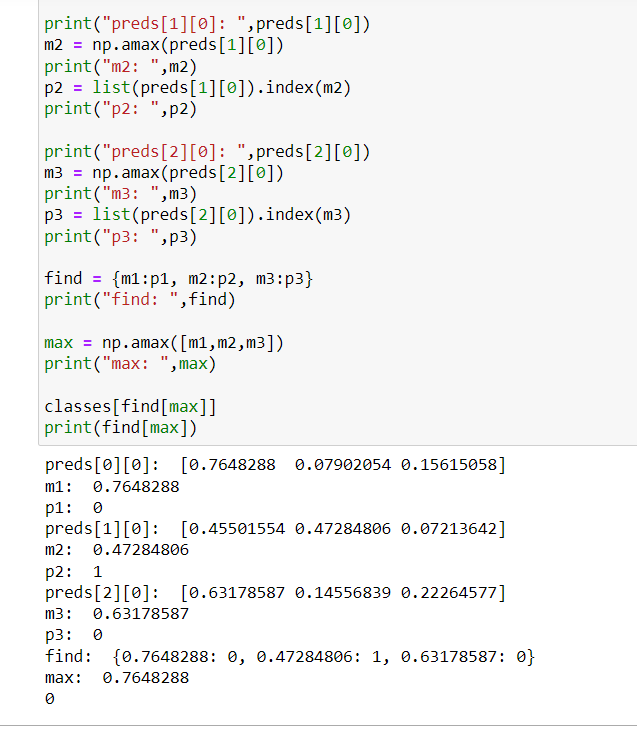 print("preds[1][0]: ",preds[1][0])
m2 = np.amax(preds[1][0])
print("m2: ",m2)
p2 = list(preds[1][0]).index(m2)
print("p2: ",p2)

print("preds[2][0]: ",preds[2][0])
m3 = np.amax(preds[2][0])
print("m3: ",m3)
p3 = list(preds[2][0]).index(m3)
print("p3: ",p3)

find = {m1:p1, m2:p2, m3:p3}
print("find: ",find)

max = np.amax([m1,m2,m3])
print("max: ",max)

classes[find[max]]
print(find[max])
preds[0][0]:  [0.7648288  0.07902054 0.15615058]
m1:  0.7648288
p1:  0
preds[1][0]:  [0.45501554 0.47284806 0.07213642]
m2:  0.47284806
p2:  1
preds[2][0]:  [0.63178587 0.14556839 0.22264577]
m3:  0.63178587
p3:  0
find:  {0.7648288: 0, 0.47284806: 1, 0.63178587: 0}
max:  0.7648288
0